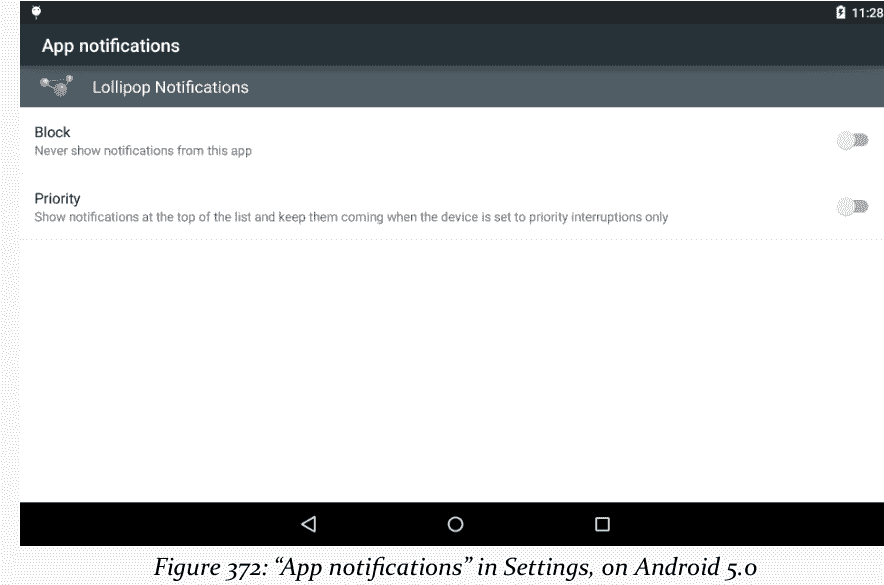 11:28
App notifications
Lollipop Notifications
Block
Never show notifications from this app
Priority
Show notifications at the top of the list and keep them coming when the device is set to priority interruptions only
Figure 372: “App notifications” in Settings, on Android 5.0